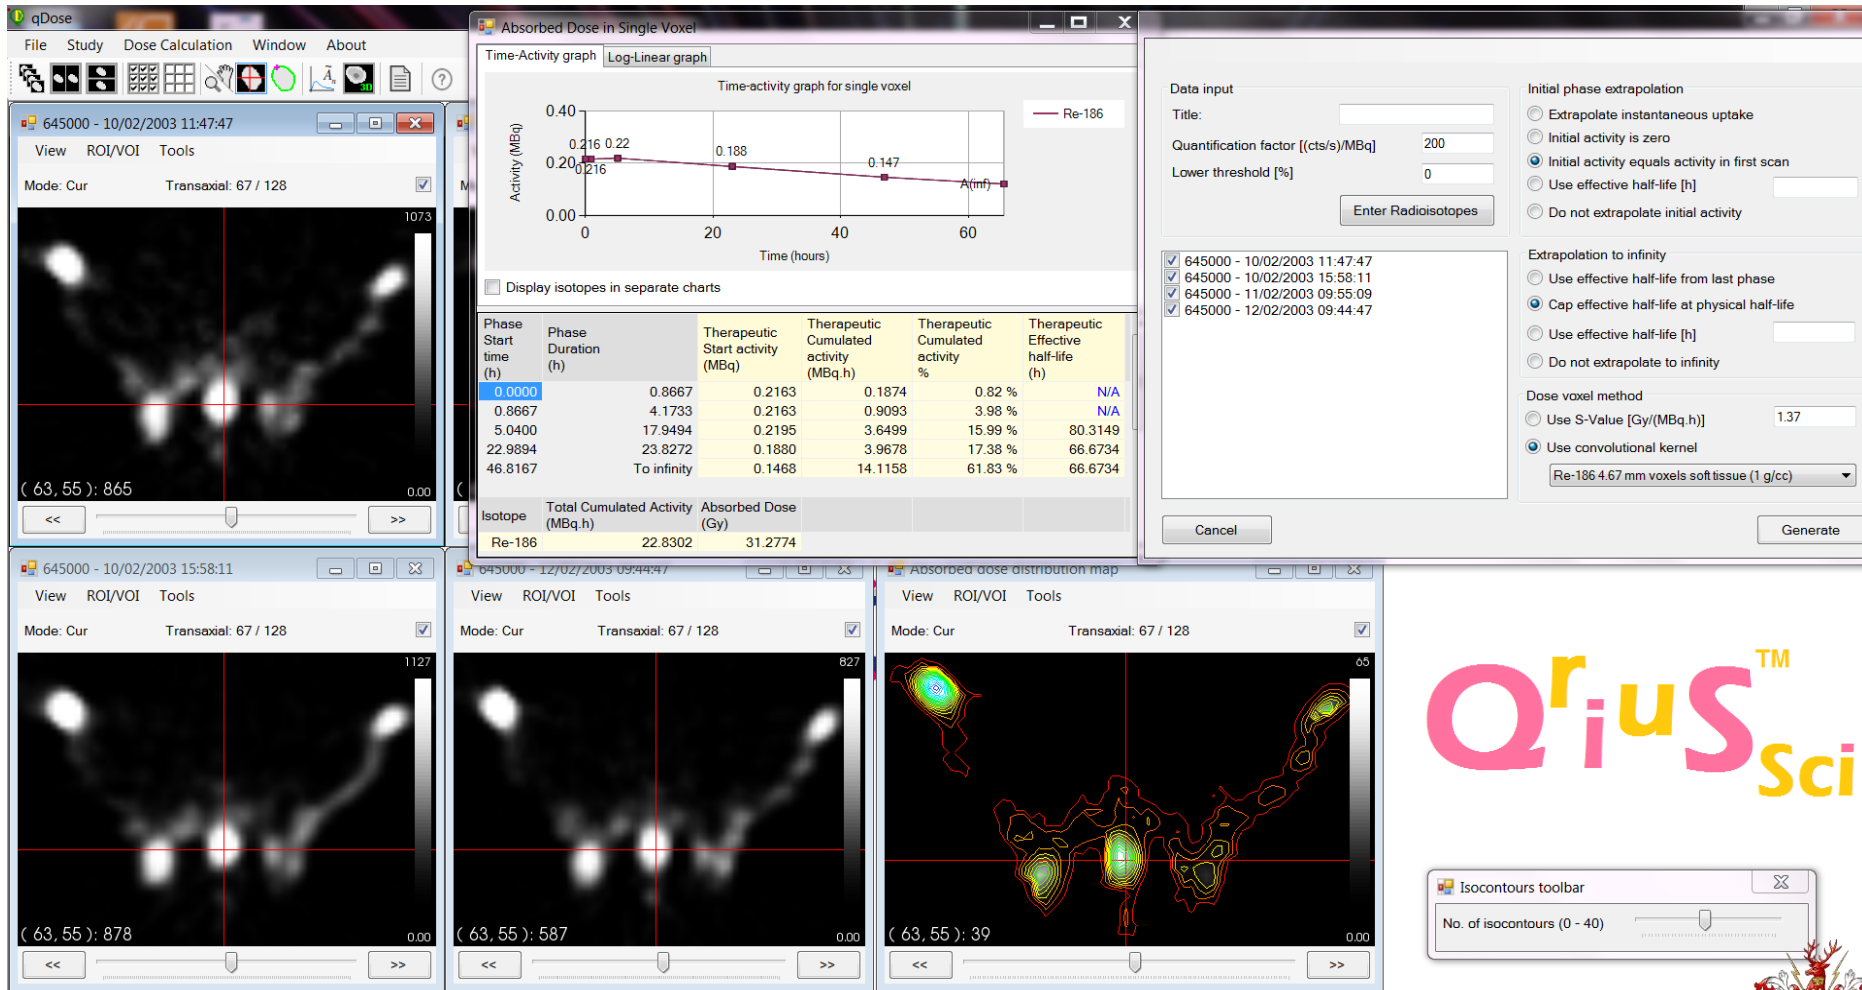 qDose
File Study Dose Calculation Window About
645000 - 10/02/2003 11:47:47
View ROI/VOI Tools
Mode: Cur Transaxial: 67 / 128
1073
( 63, 55 ): 865
0.00
<< >>
Absorbed Dose in Single Voxel
Time-Activity graph Log-Linear graph
Time-activity graph for single voxel
Re-186
Activity (MBq)
0.40
0.20
0.00
0.216 0.22
0.216
0.188
0.147
A(inf)
0 20 40 60
Time (hours)
Display isotopes in separate charts
Phase Start time (h) Phase Duration (h) Therapeutic Start activity (MBq) Therapeutic Cumulated activity (MBq.h) Therapeutic Cumulated activity % Therapeutic Effective half-life (h)
0.0000 0.8667 0.2163 0.1874 0.82 % N/A
0.8667 4.1733 0.2163 0.9093 3.98 % N/A
5.0400 17.9494 0.2195 3.6499 15.99 % 80.3149
22.9894 23.8272 0.1880 3.9678 17.38 % 66.6734
46.8167 To infinity 0.1468 14.1158 61.83 % 66.6734
Isotope Total Cumulated Activity (MBq.h) Absorbed Dose (Gy)
Re-186 22.8302 31.2774
Data input
Title:
Quantification factor [(cts/s)/MBq] 200
Lower threshold [%] 0
Enter Radioisotopes
645000 - 10/02/2003 11:47:47
645000 - 10/02/2003 15:58:11
645000 - 11/02/2003 09:55:09
645000 - 12/02/2003 09:44:47
Cancel
Initial phase extrapolation
Extrapolate instantaneous uptake
Initial activity is zero
Initial activity equals activity in first scan
Use effective half-life [h]
Do not extrapolate initial activity
Extrapolation to infinity
Use effective half-life from last phase
Cap effective half-life at physical half-life
Use effective half-life [h]
Do not extrapolate to infinity
Dose voxel method
Use S-Value [Gy/(MBq.h)] 1.37
Use convolutional kernel
Re-186 4.67 mm voxels soft tissue (1 g/cc)
Generate
645000 - 10/02/2003 15:58:11
View ROI/VOI Tools
Mode: Cur Transaxial: 67 / 128
1127
( 63, 55 ): 878
0.00
<< >>
645000 - 12/02/2003 09:44:47
View ROI/VOI Tools
Mode: Cur Transaxial: 67 / 128
827
( 63, 55 ): 587
0.00
<< >>
Absorbed dose distribution map
View ROI/VOI Tools
Mode: Cur Transaxial: 67 / 128
65
( 63, 55 ): 39
0.00
<< >>
QriuS TM
Sci
Isocontours toolbar
No. of isocontours (0 - 40)